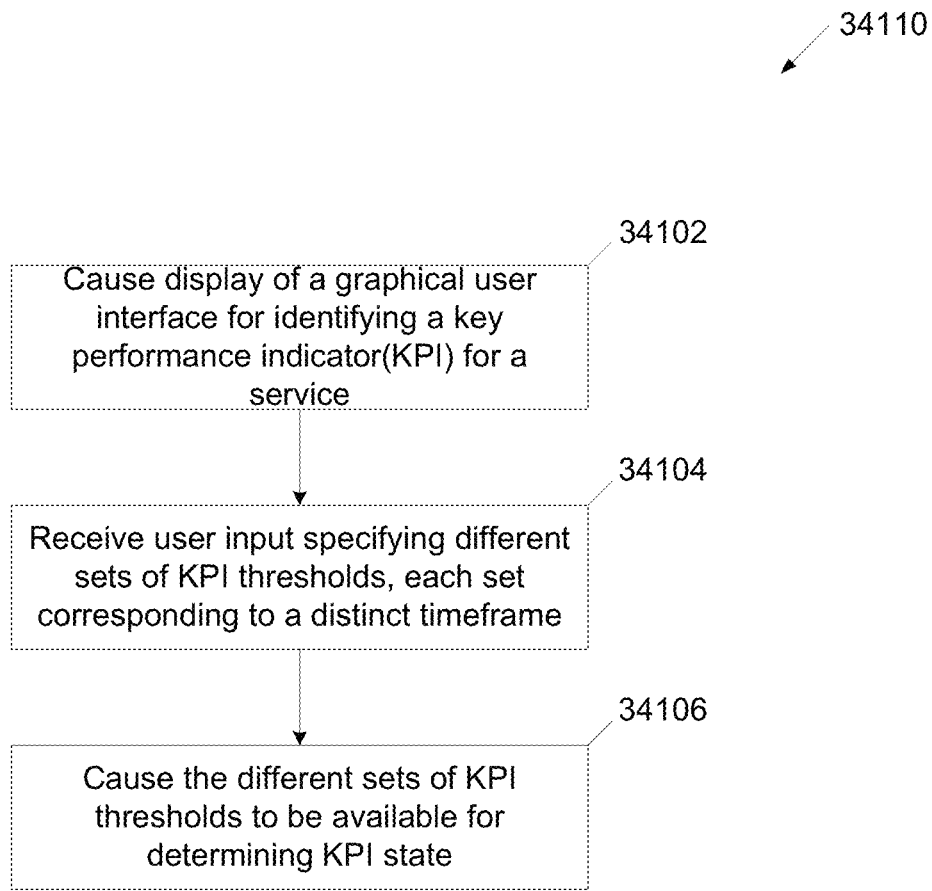 34110
34102
Cause display of a graphical user
interface for identifying a key
performance indicator(KPI) for a
service
34104
Receive user input specifying different
sets of KPI thresholds, each set
corresponding to a distinct timeframe
34106
Cause the different sets of KPI
thresholds to be available for
determining KPI state